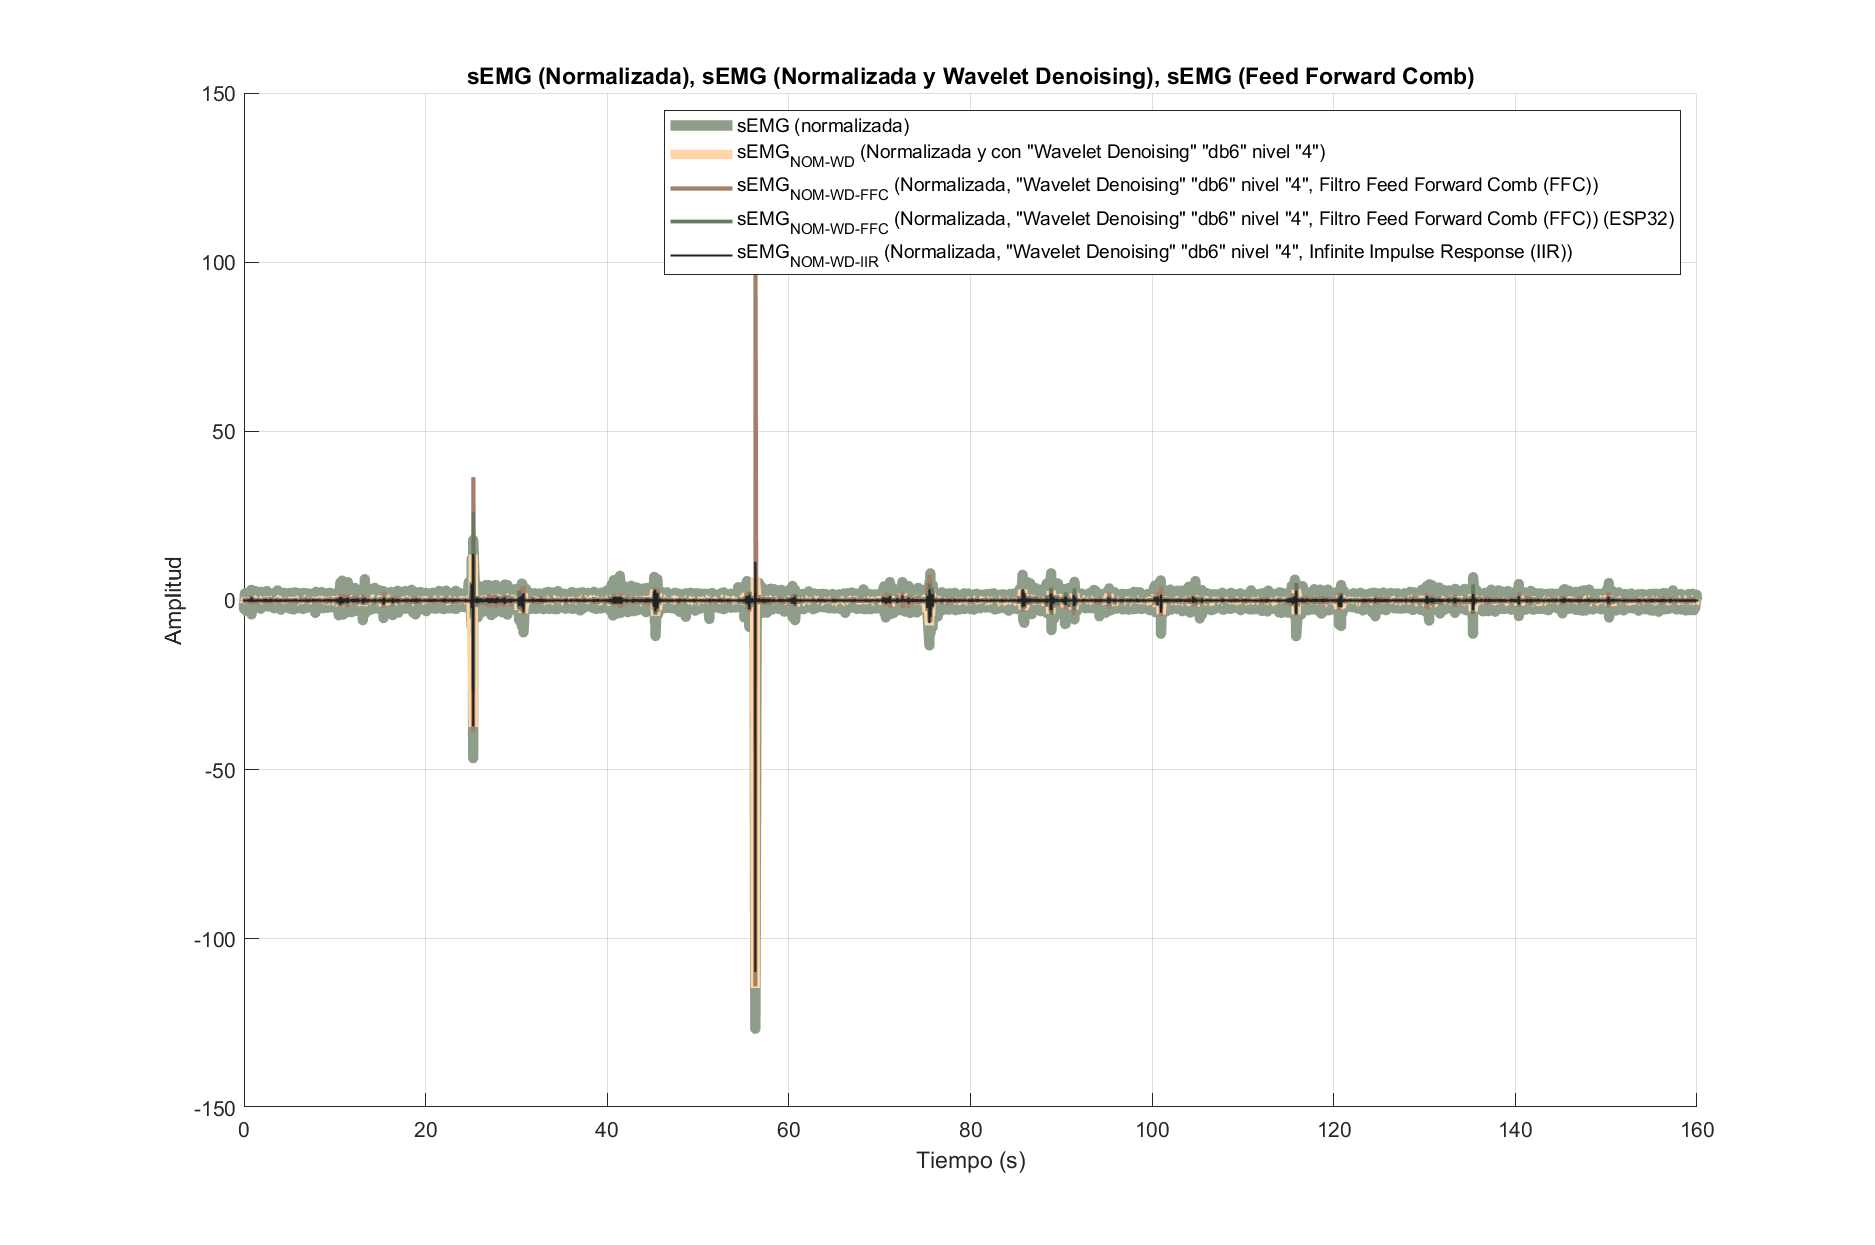 sEMG (Normalizada), sEMG (Normalizada y Wavelet Denoising), sEMG (Feed Forward Comb)
sEMG (normalizada)
sEMG_NOM-WD (Normalizada y con "Wavelet Denoising" "db6" nivel "4")
sEMG_NOM-WD-FFC (Normalizada, "Wavelet Denoising" "db6" nivel "4", Filtro Feed Forward Comb (FFC))
sEMG_NOM-WD-FFC (Normalizada, "Wavelet Denoising" "db6" nivel "4", Filtro Feed Forward Comb (FFC)) (ESP32)
sEMG_NOM-WD-IIR (Normalizada, "Wavelet Denoising" "db6" nivel "4", Infinite Impulse Response (IIR))
150
100
50
0
-50
-100
-150
Amplitud
0 20 40 60 80 100 120 140 160
Tiempo (s)